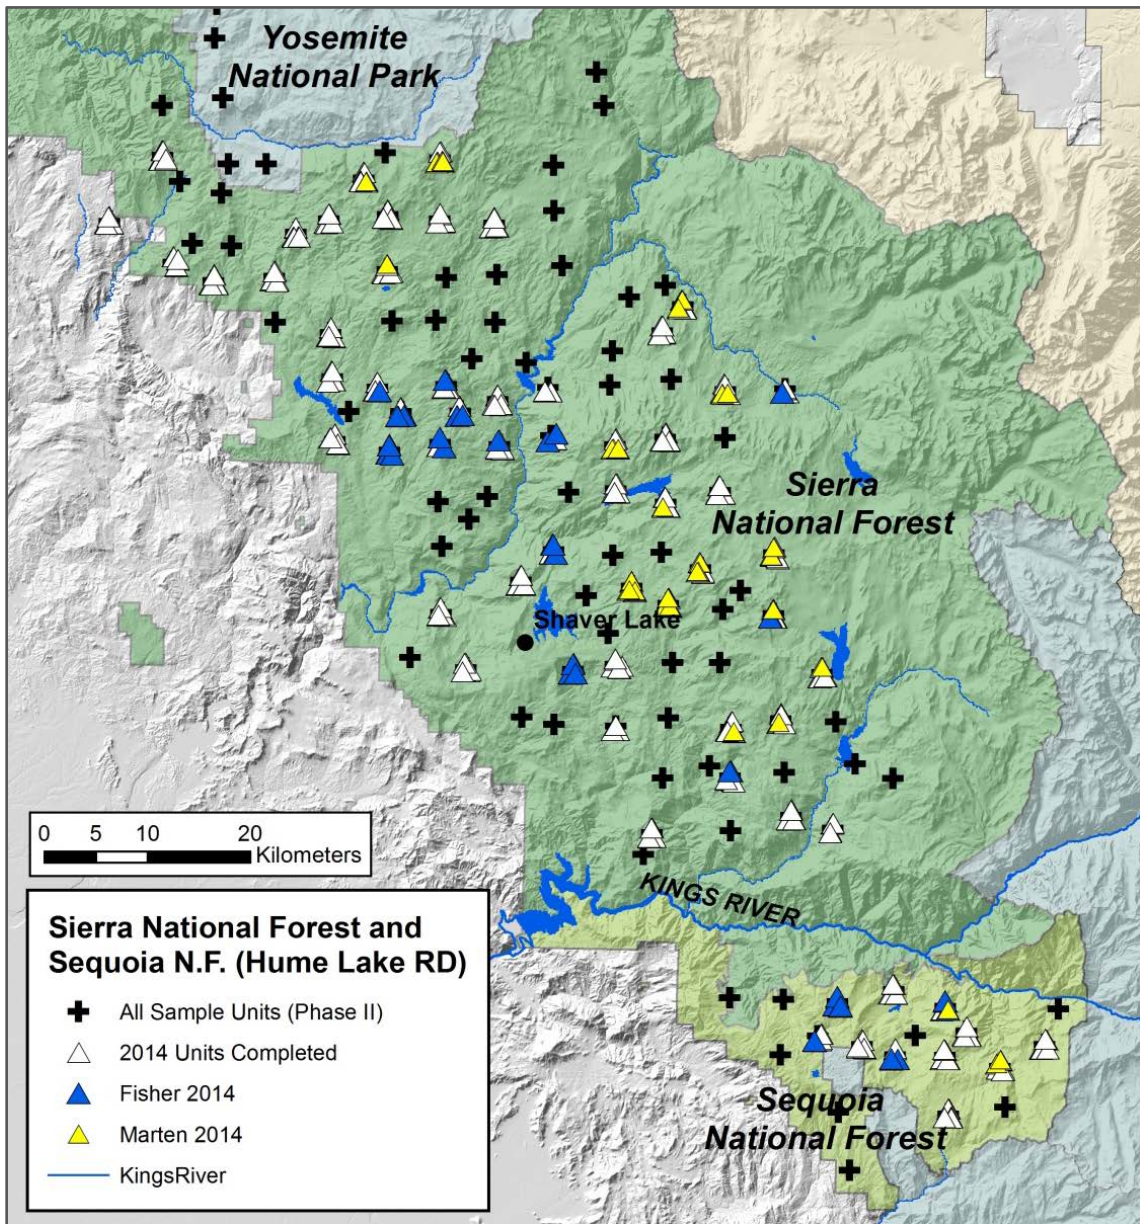 Yosemite
National Park
Sierra
National Forest
Shaver Lake
0 5 10 20
Kilometers
KINGS RIVER
Sierra National Forest and
Sequoia N.F. (Hume Lake RD)
All Sample Units (Phase II)
2014 Units Completed
Fisher 2014
Marten 2014
KingsRiver
Sequoia
National Forest